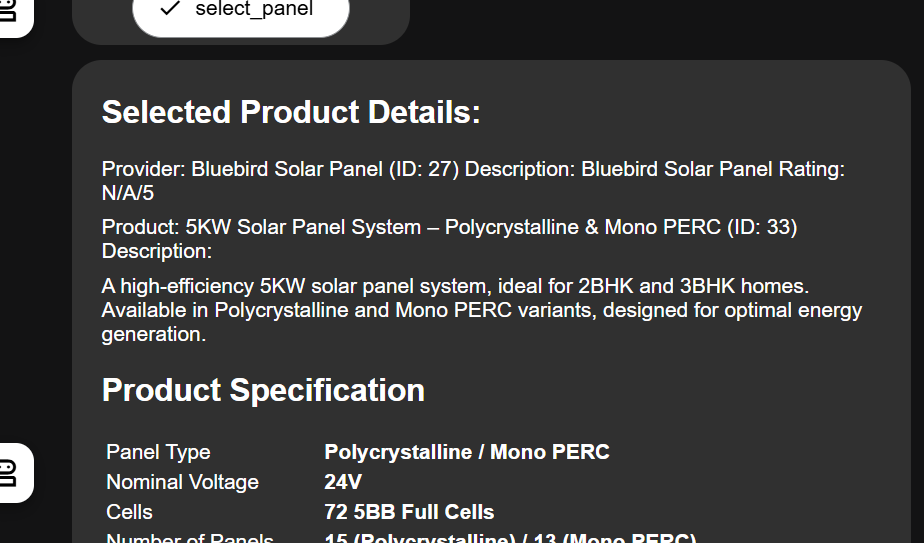 select_panel
Selected Product Details:
Provider: Bluebird Solar Panel (ID: 27) Description: Bluebird Solar Panel Rating:
N/A/5
Product: 5KW Solar Panel System – Polycrystalline & Mono PERC (ID: 33)
Description:
A high-efficiency 5KW solar panel system, ideal for 2BHK and 3BHK homes.
Available in Polycrystalline and Mono PERC variants, designed for optimal energy
generation.
Product Specification
Panel Type Polycrystalline / Mono PERC
Nominal Voltage 24V
Cells 72 5BB Full Cells
Number of Panels 15 (Polycrystalline) / 13 (Mono PERC)